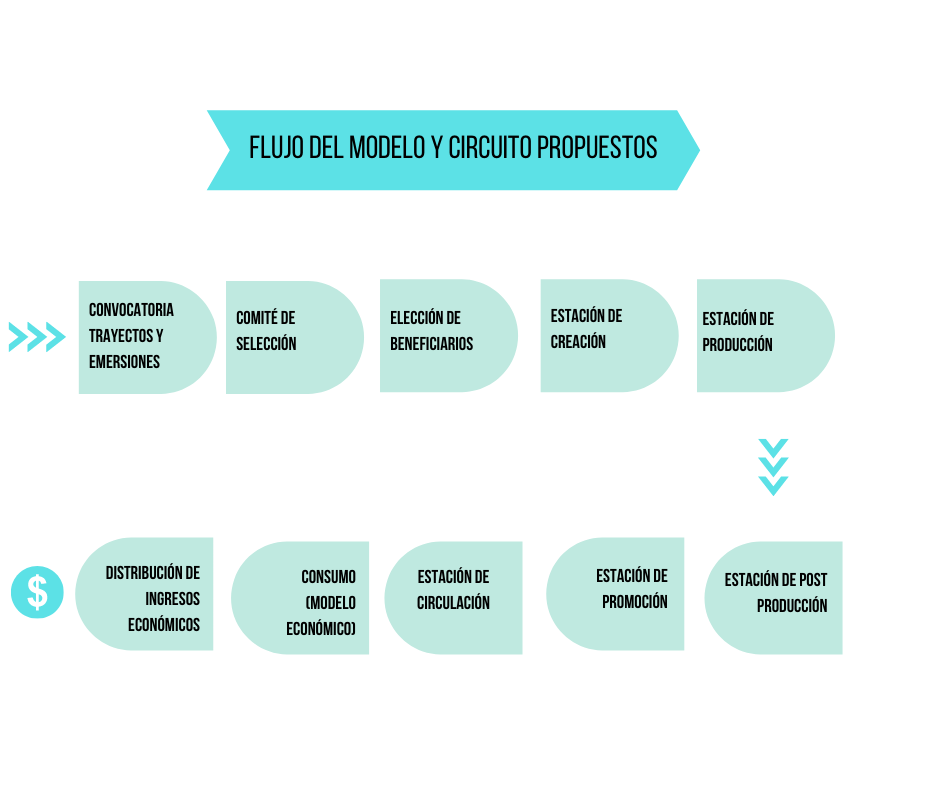 FLUJO DEL MODELO Y CIRCUITO PROPUESTOS
CONVOCATORIA
TRAYECTOS Y
EMERSIONES
COMITÉ DE
SELECCIÓN
ELECCIÓN DE
BENEFICIARIOS
ESTACIÓN DE
CREACIÓN
ESTACIÓN DE
PRODUCCIÓN
ESTACIÓN DE POST
PRODUCCIÓN
ESTACIÓN DE
PROMOCIÓN
ESTACIÓN DE
CIRCULACIÓN
CONSUMO
(MODELO
ECONÓMICO)
DISTRIBUCIÓN DE
INGRESOS
ECONÓMICOS
$